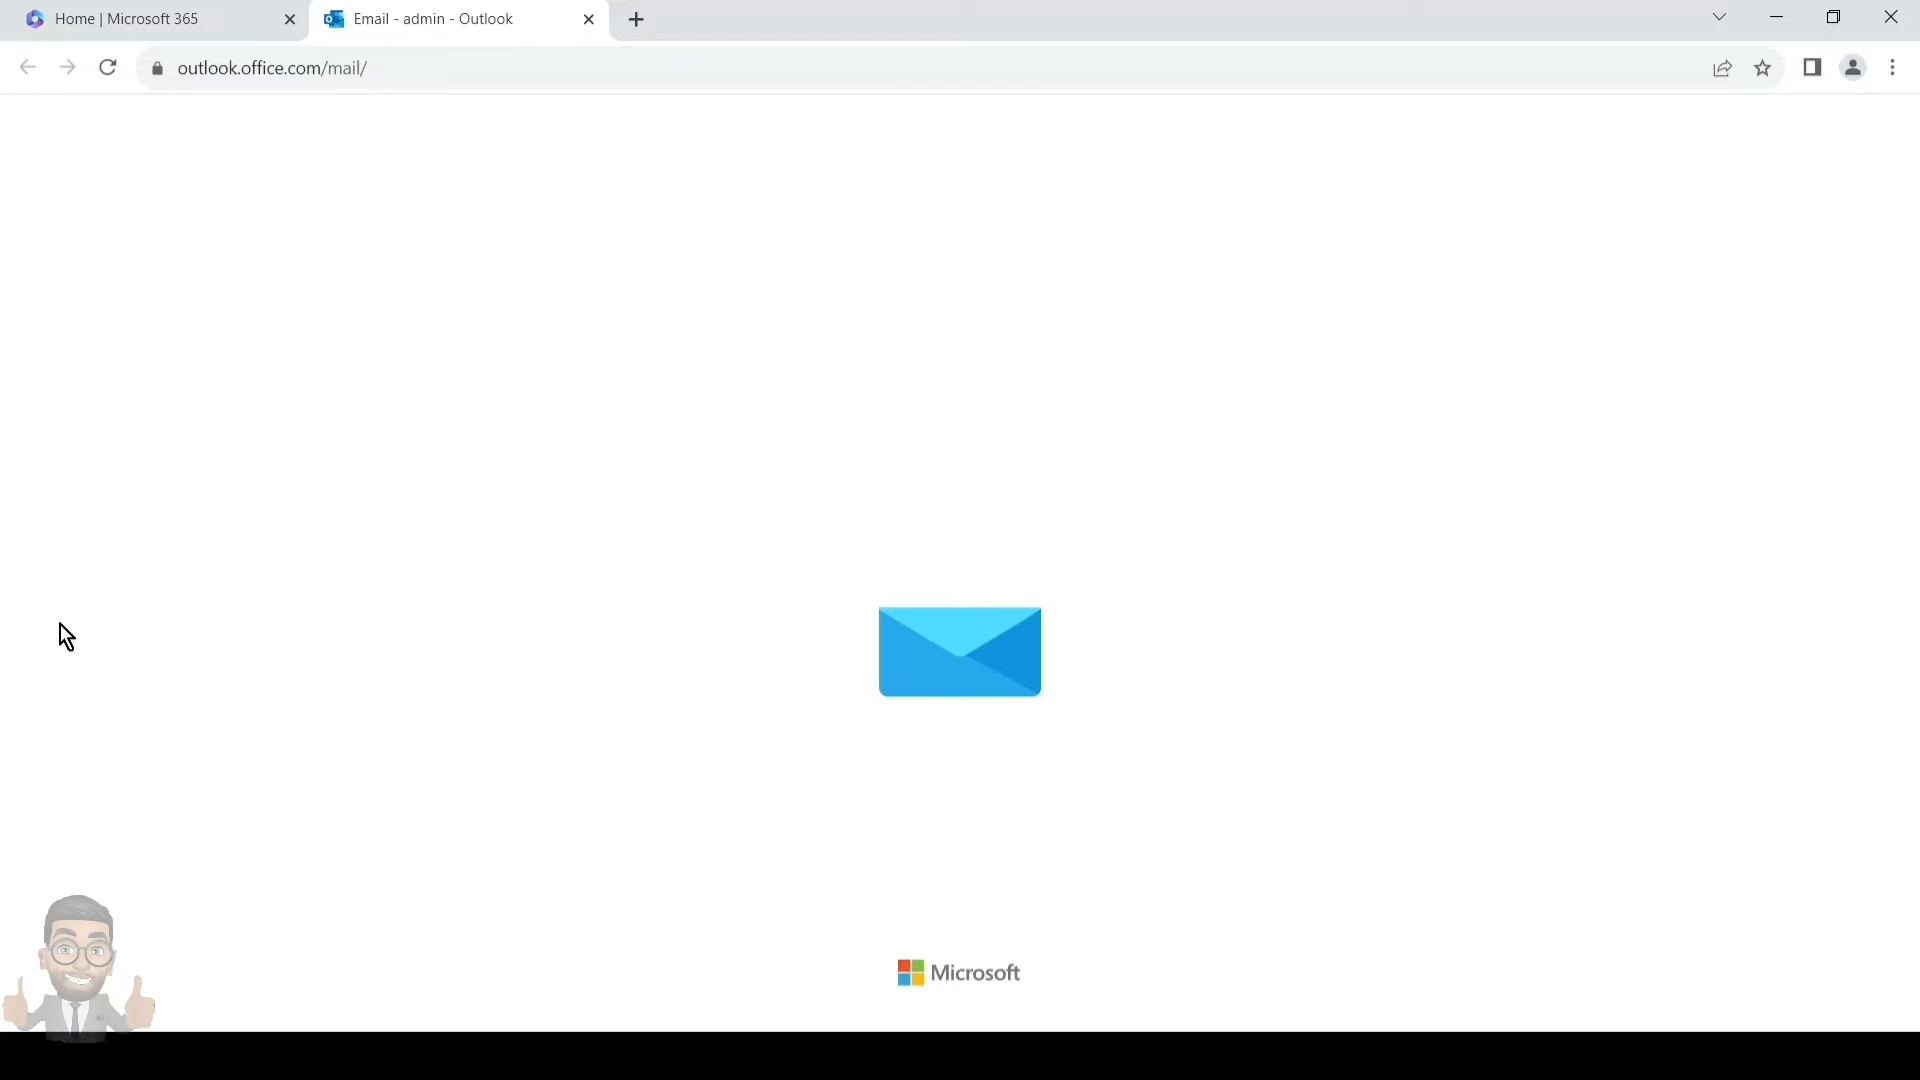 Home | Microsoft 365
Email - admin - Outlook
outlook.office.com/mail/
Microsoft